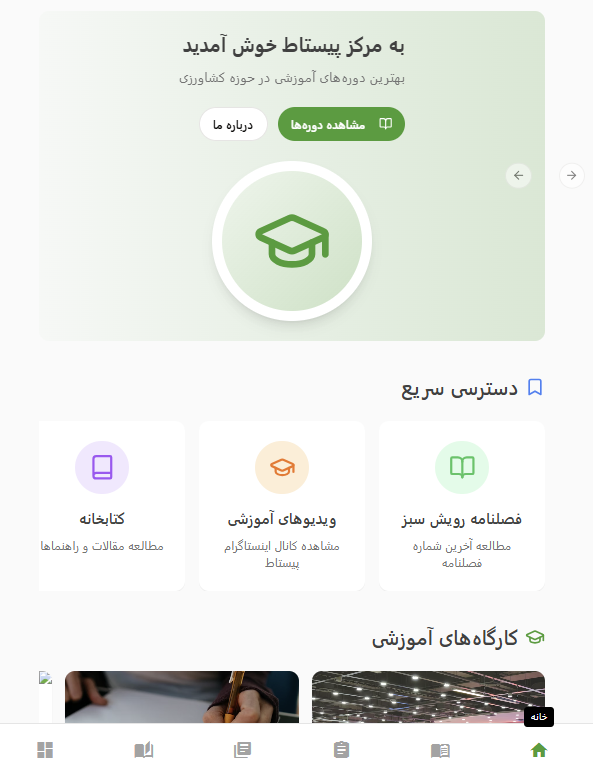 به مرکز پیستاط خوش آمدید
بهترین دوره‌های آموزشی در حوزه کشاورزی
مشاهده دوره‌ها
درباره ما
دسترسی سریع
فصلنامه رویش سبز
مطالعه آخرین شماره
فصلنامه
ویدیوهای آموزشی
مشاهده کانال اینستاگرام
پیستاط
کتابخانه
مطالعه مقالات و راهنماها
کارگاه‌های آموزشی
خانه